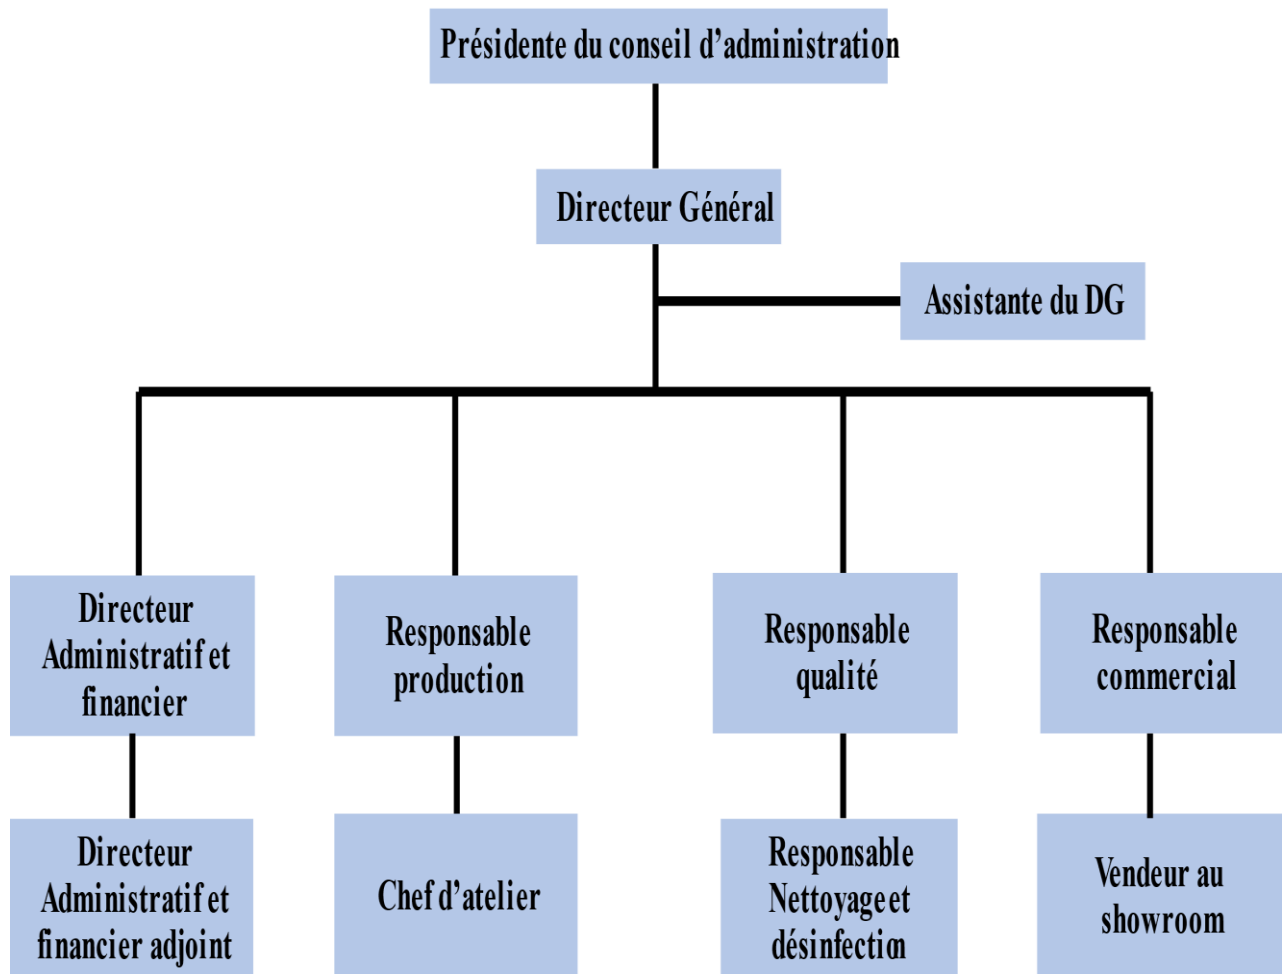 Présidente du conseil d’administration
Directeur Général
Assistante du DG
Directeur
Administratif et
financier
Responsable
production
Responsable
qualité
Responsable
commercial
Directeur
Administratif et
financier adjoint
Chef d’atelier
Responsable
Nettoyage et
désinfection
Vendeur au
showroom